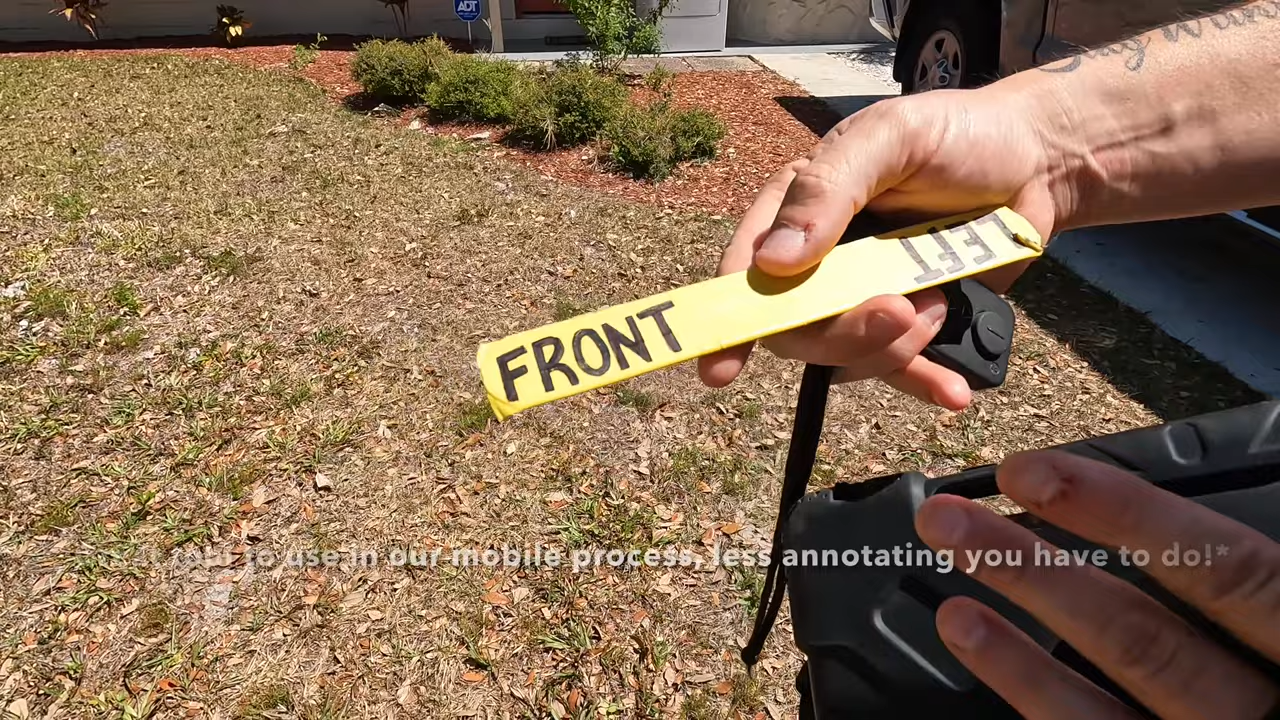 ADT
FRONT
LEFT
to use in our mobile process, less annotating you have to do!*